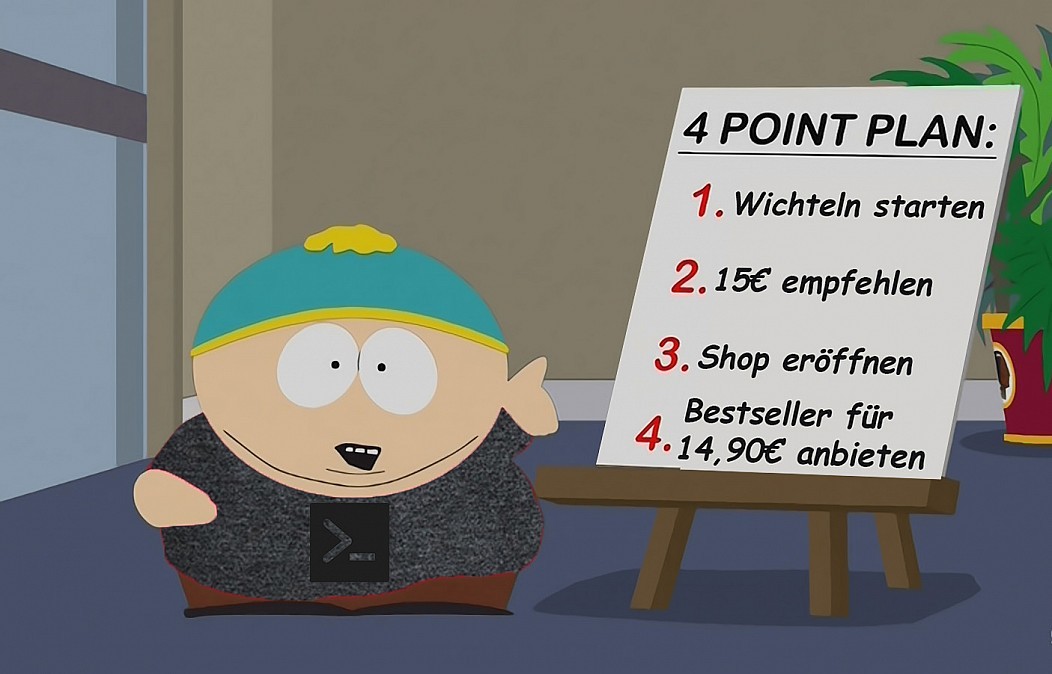 4 POINT PLAN:
1. Wichteln starten
2. 15€ empfehlen
3. Shop eröffnen
4. Bestseller für
14,90€ anbieten
>_